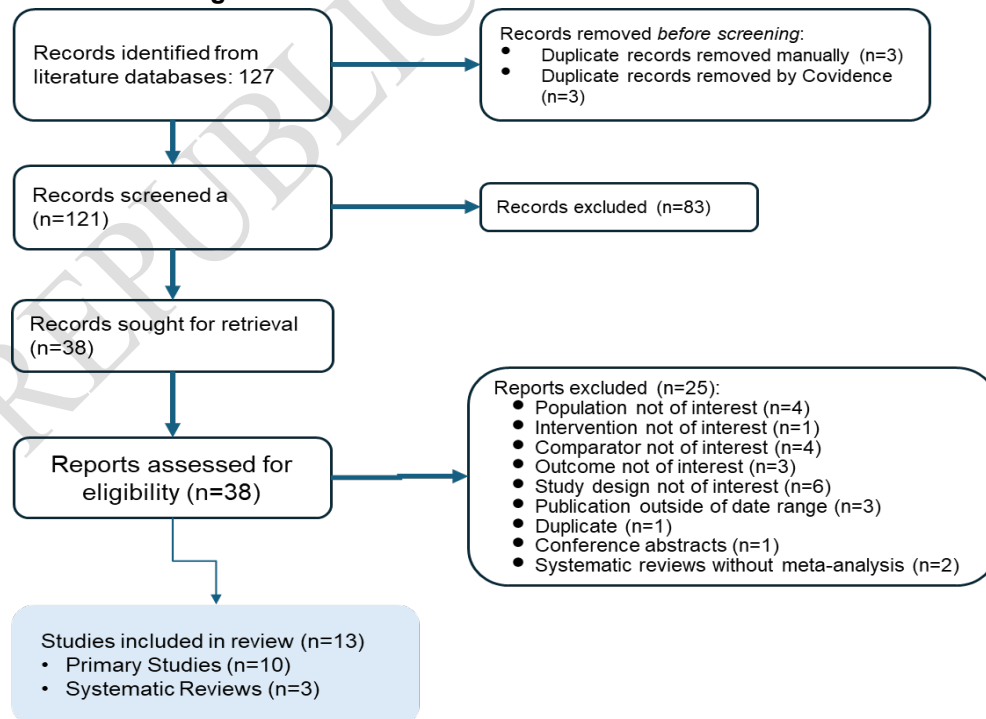 Records identified from
literature databases: 127
Records removed before screening:
● Duplicate records removed manually (n=3)
● Duplicate records removed by Covidence
(n=3)
Records screened a
(n=121)
Records excluded (n=83)
Records sought for retrieval
(n=38)
Reports assessed for
eligibility (n=38)
Reports excluded (n=25):
● Population not of interest (n=4)
● Intervention not of interest (n=1)
● Comparator not of interest (n=4)
● Outcome not of interest (n=3)
● Study design not of interest (n=6)
● Publication outside of date range (n=3)
● Duplicate (n=1)
● Conference abstracts (n=1)
● Systematic reviews without meta-analysis (n=2)
Studies included in review (n=13)
• Primary Studies (n=10)
• Systematic Reviews (n=3)
REPUBLIC